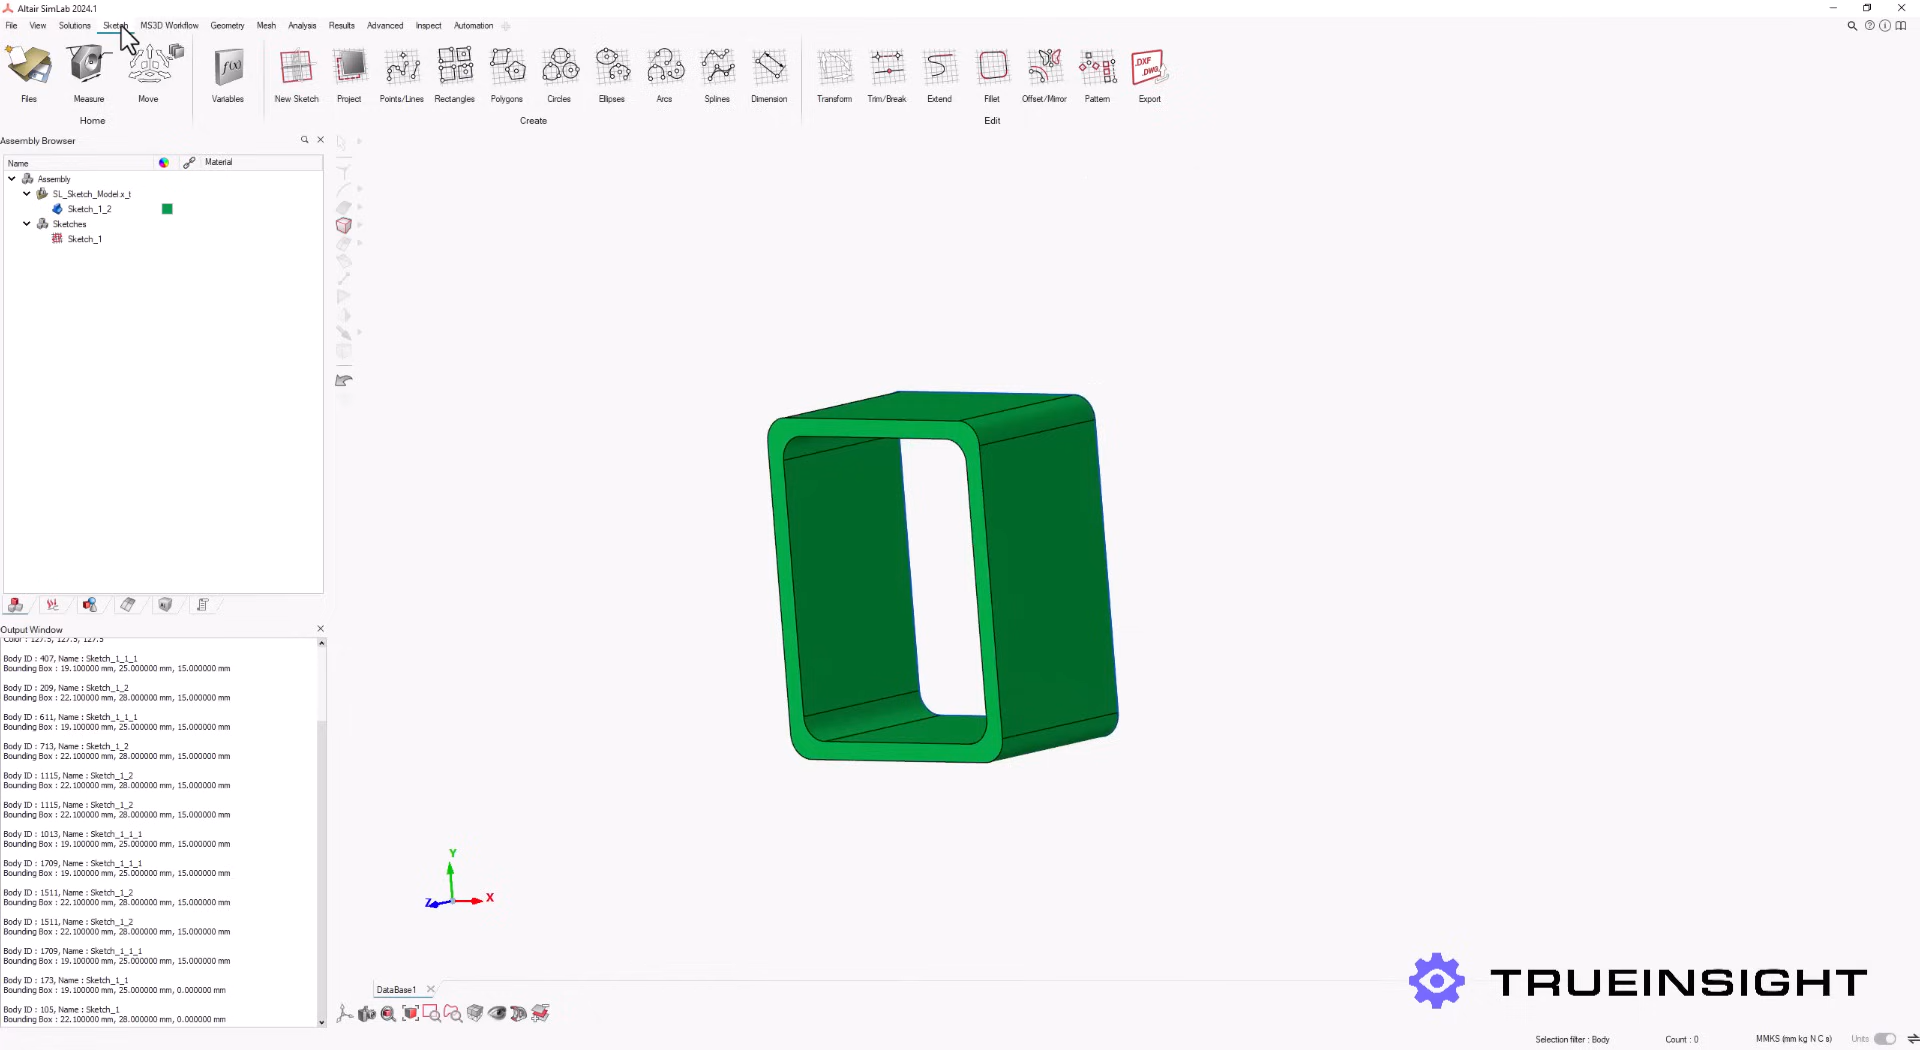 Altair SimLab 2024.1
File View Solutions Sketch MS3D Workflow Geometry Mesh Analysis Results Advanced Inspect Automation
f(x) .DXF .DWG
Files Measure Move Variables New Sketch Project Points/Lines Rectangles Polygons Circles Ellipses Arcs Splines Dimension Transform Trim/Break Extend Fillet Offset/Mirror Pattern Export
Home Create Edit
Assembly Browser
Name Material
Assembly
SL_Sketch_Model.x_t
Sketch_1_2
Sketches
Sketch_1
Output Window
Color : 127.5, 127.5, 127.5
Body ID : 407, Name : Sketch_1_1_1
Bounding Box : 19.100000 mm, 25.000000 mm, 15.000000 mm
Body ID : 209, Name : Sketch_1_2
Bounding Box : 22.100000 mm, 28.000000 mm, 15.000000 mm
Body ID : 611, Name : Sketch_1_1_1
Bounding Box : 19.100000 mm, 25.000000 mm, 15.000000 mm
Body ID : 713, Name : Sketch_1_2
Bounding Box : 22.100000 mm, 28.000000 mm, 15.000000 mm
Body ID : 1115, Name : Sketch_1_2
Bounding Box : 22.100000 mm, 28.000000 mm, 15.000000 mm
Body ID : 1115, Name : Sketch_1_2
Bounding Box : 22.100000 mm, 28.000000 mm, 15.000000 mm
Body ID : 1013, Name : Sketch_1_1_1
Bounding Box : 19.100000 mm, 25.000000 mm, 15.000000 mm
Body ID : 1709, Name : Sketch_1_1_1
Bounding Box : 19.100000 mm, 25.000000 mm, 15.000000 mm
Body ID : 1511, Name : Sketch_1_2
Bounding Box : 22.100000 mm, 28.000000 mm, 15.000000 mm
Body ID : 1511, Name : Sketch_1_2
Bounding Box : 22.100000 mm, 28.000000 mm, 15.000000 mm
Body ID : 1709, Name : Sketch_1_1_1
Bounding Box : 19.100000 mm, 25.000000 mm, 15.000000 mm
Body ID : 173, Name : Sketch_1_1
Bounding Box : 19.100000 mm, 25.000000 mm, 0.000000 mm
Body ID : 105, Name : Sketch_1
Bounding Box : 22.100000 mm, 28.000000 mm, 0.000000 mm
Y
Z X
DataBase1
TRUEINSIGHT
Selection filter : Body Count : 0 MMKS (mm kg N C s) Units